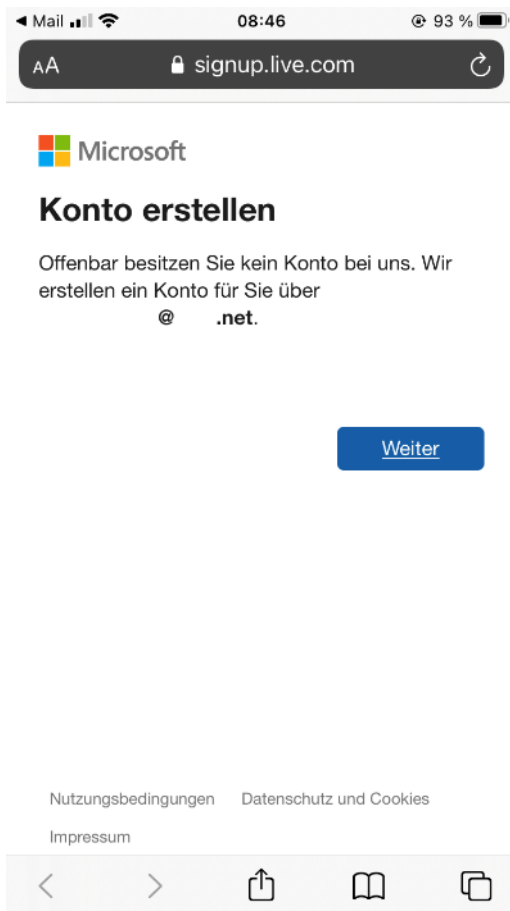 Mail 08:46 93 %
AA signup.live.com
Microsoft
Konto erstellen
Offenbar besitzen Sie kein Konto bei uns. Wir
erstellen ein Konto für Sie über
@ .net.
Weiter
Nutzungsbedingungen Datenschutz und Cookies
Impressum